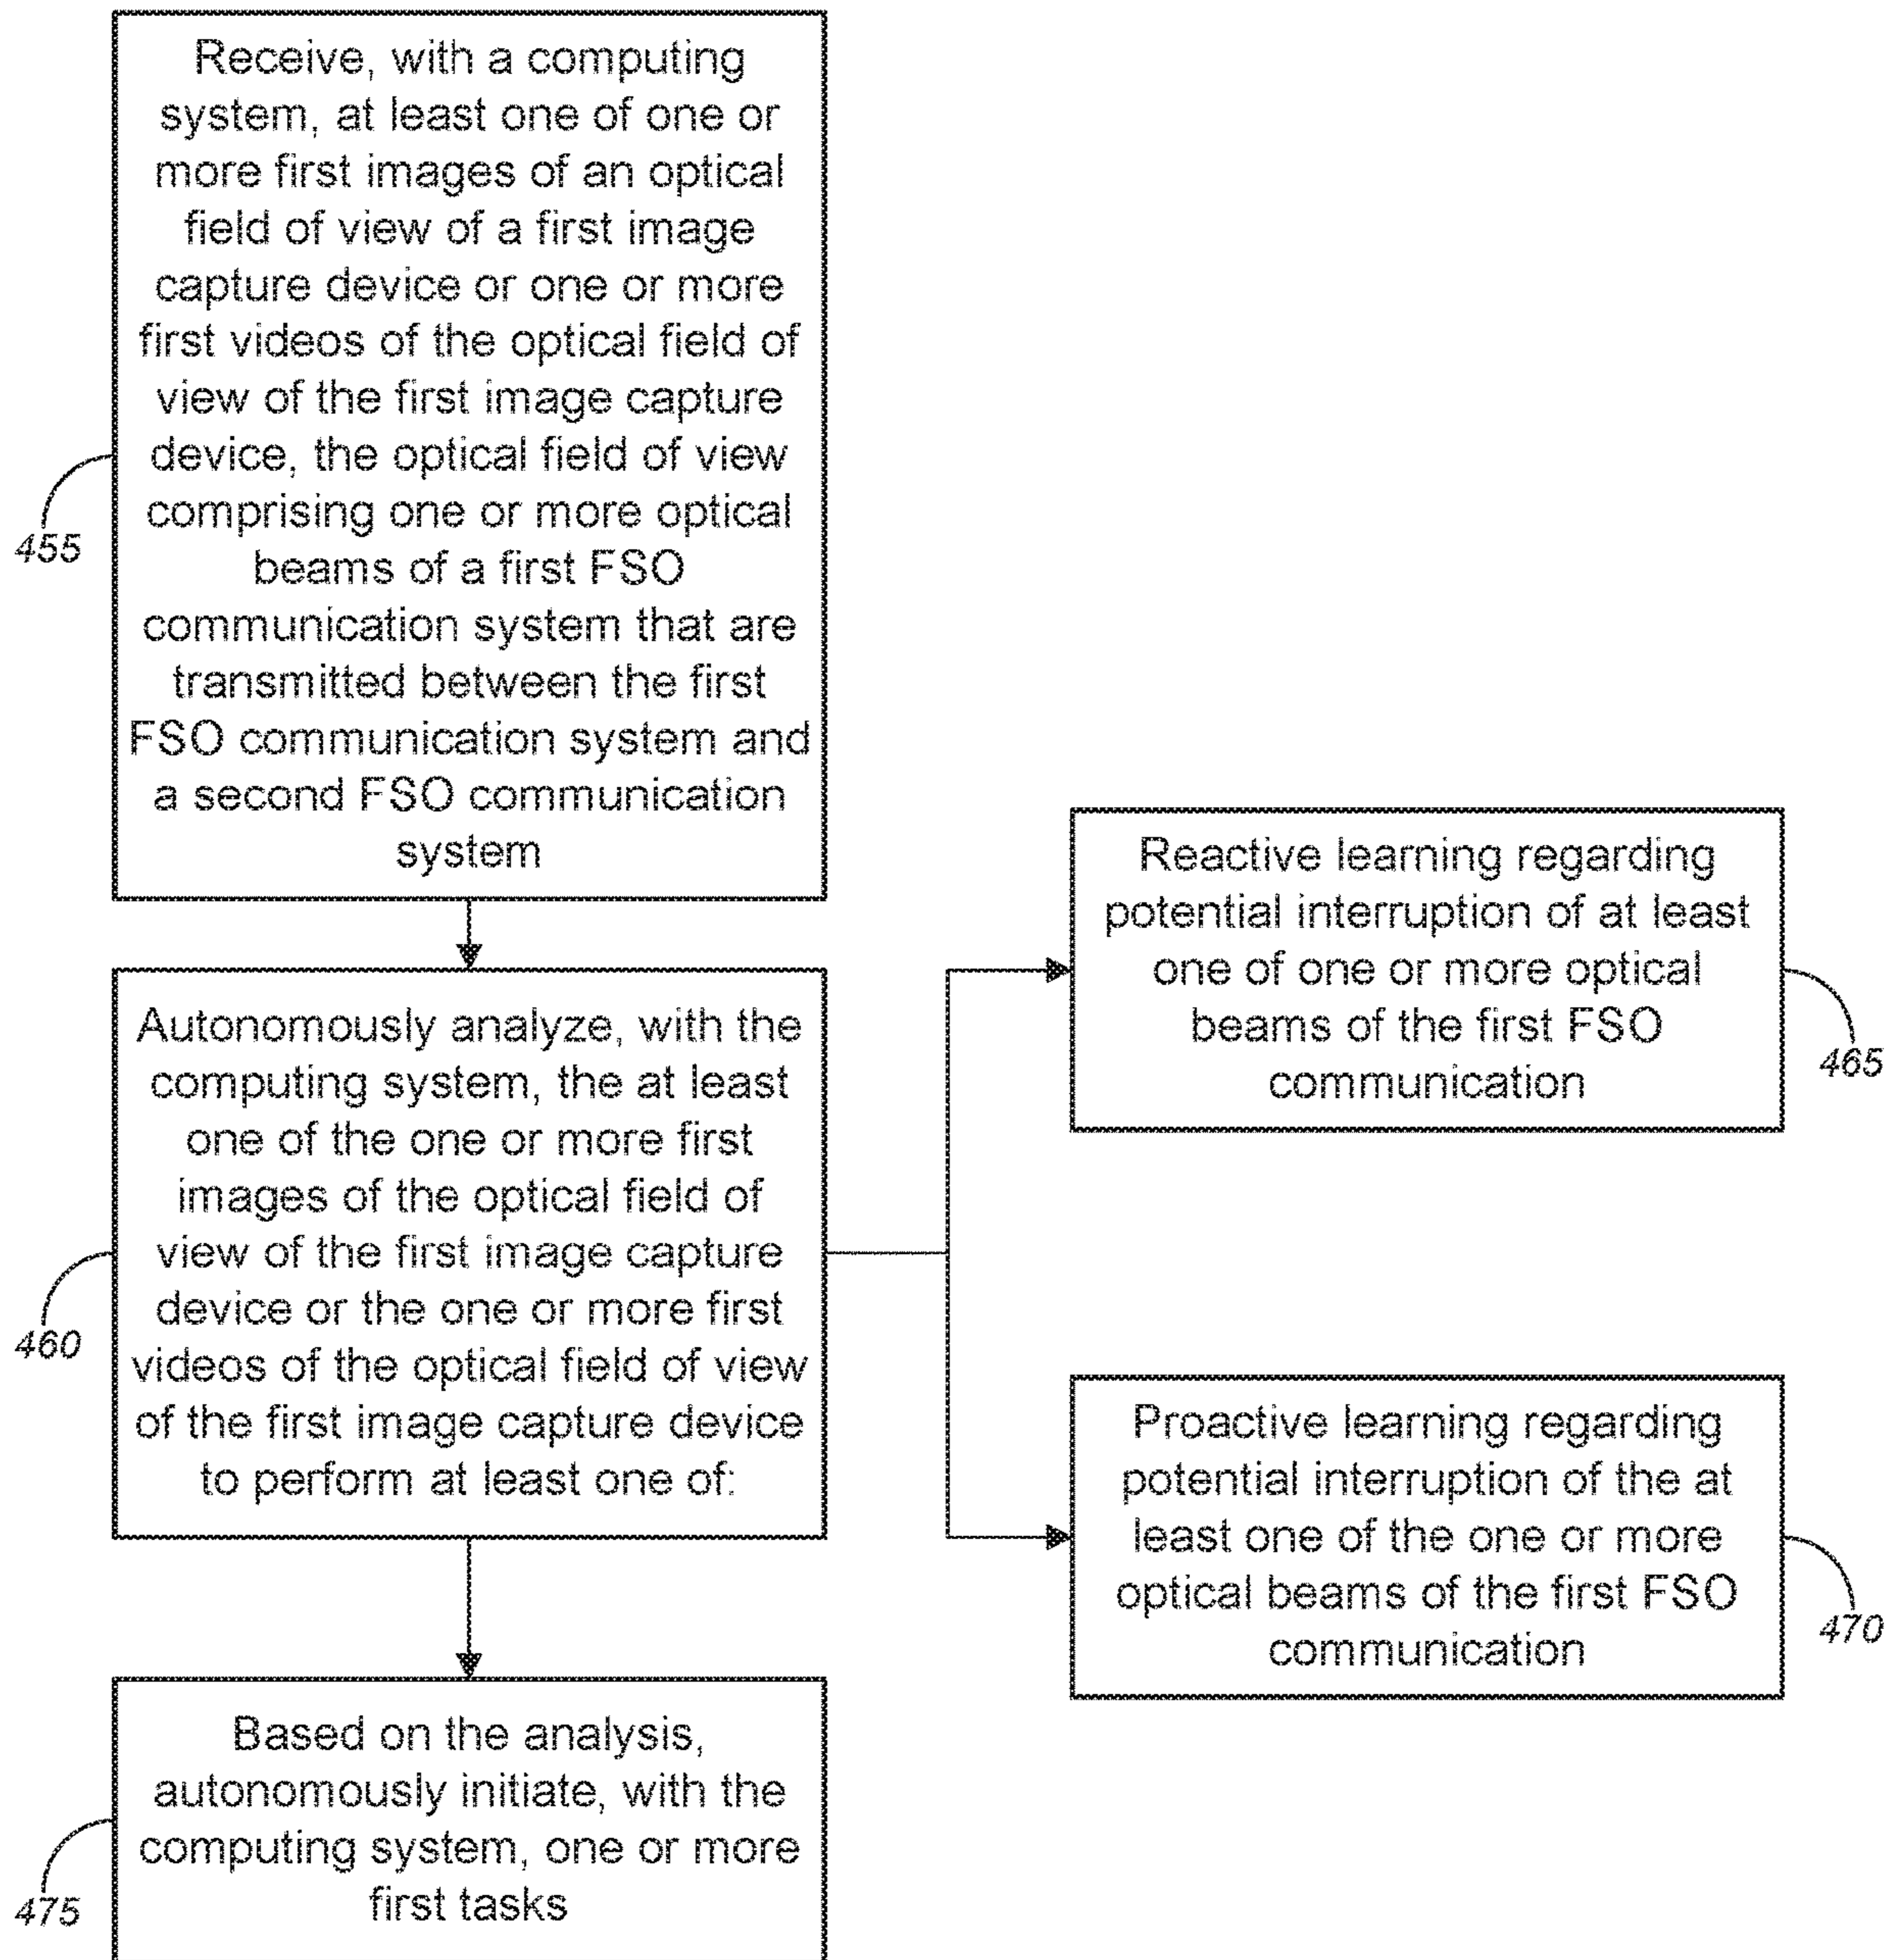 Receive, with a computing
system, at least one of one or
more first images of an optical
field of view of a first image
capture device or one or more
first videos of the optical field of
view of the first image capture
device, the optical field of view
comprising one or more optical
beams of a first FSO
communication system that are
transmitted between the first
FSO communication system and
a second FSO communication
system
455
Autonomously analyze, with the
computing system, the at least
one of the one or more first
images of the optical field of
view of the first image capture
device or the one or more first
videos of the optical field of view
of the first image capture device
to perform at least one of:
460
Reactive learning regarding
potential interruption of at least
one of one or more optical
beams of the first FSO
communication
465
Proactive learning regarding
potential interruption of the at
least one of the one or more
optical beams of the first FSO
communication
470
Based on the analysis,
autonomously initiate, with the
computing system, one or more
first tasks
475